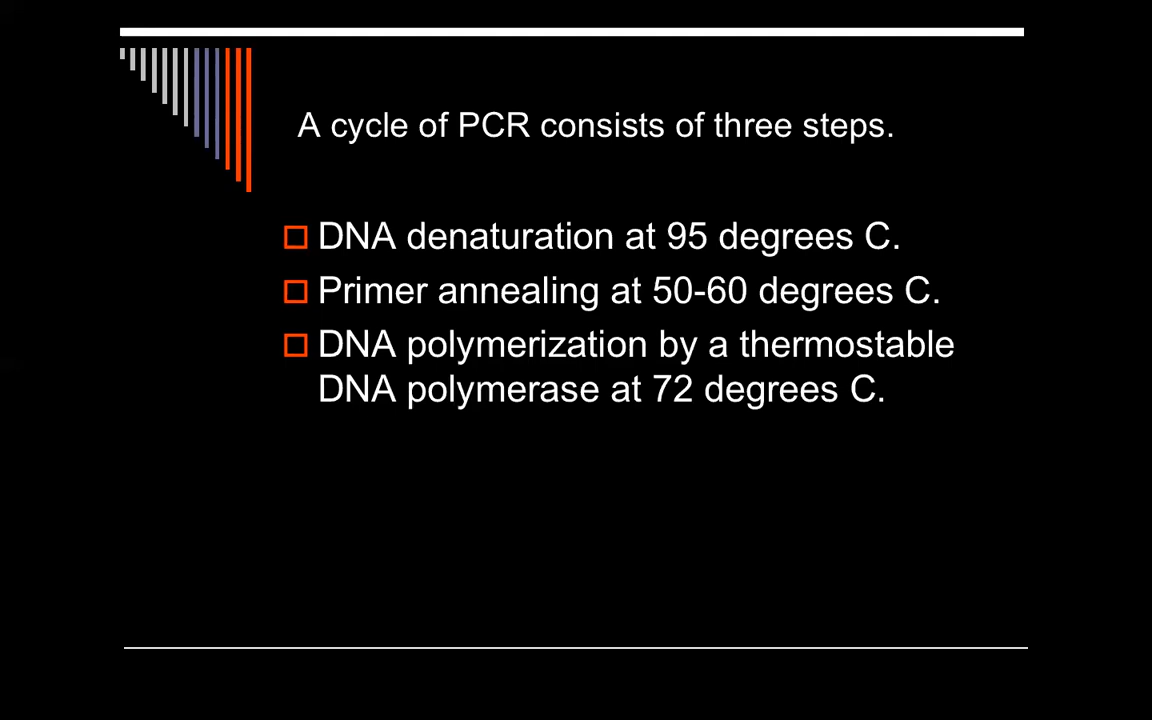 A cycle of PCR consists of three steps.
DNA denaturation at 95 degrees C.
Primer annealing at 50-60 degrees C.
DNA polymerization by a thermostable
DNA polymerase at 72 degrees C.